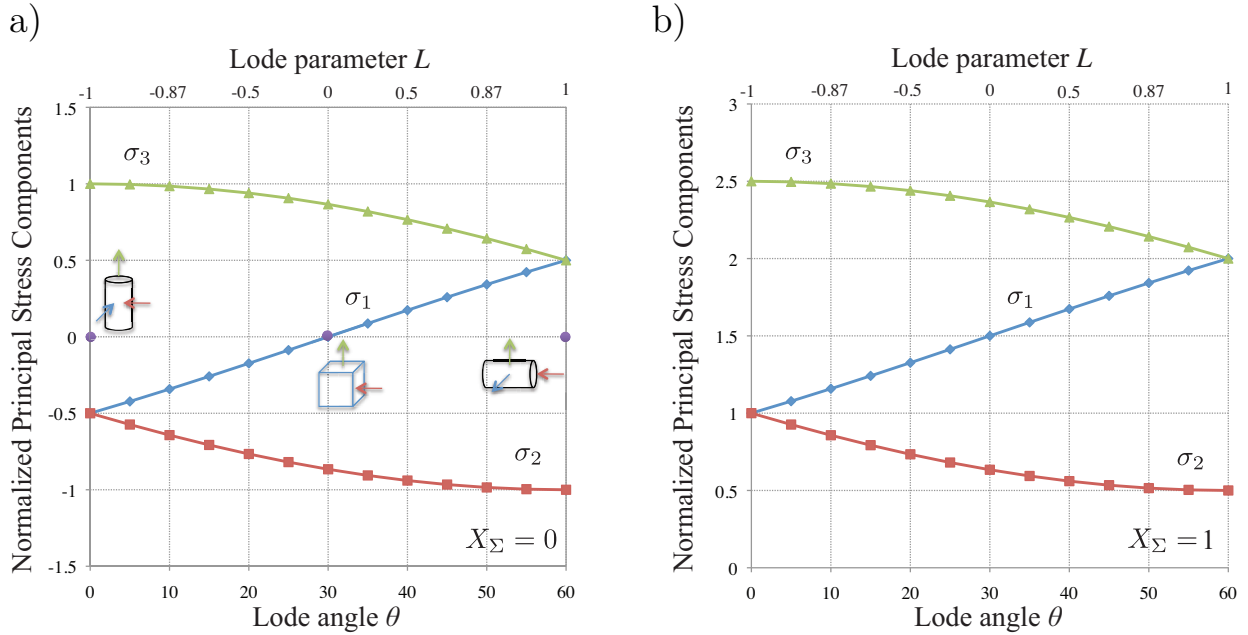 a)
Lode parameter L
-1 -0.87 -0.5 0 0.5 0.87 1
Normalized Principal Stress Components
1.5
1
0.5
0
-0.5
-1
-1.5
σ3
σ1
σ2
XΣ = 0
0 10 20 30 40 50 60
Lode angle θ
b)
Lode parameter L
-1 -0.87 -0.5 0 0.5 0.87 1
Normalized Principal Stress Components
3
2.5
2
1.5
1
0.5
0
σ3
σ1
σ2
XΣ = 1
0 10 20 30 40 50 60
Lode angle θ